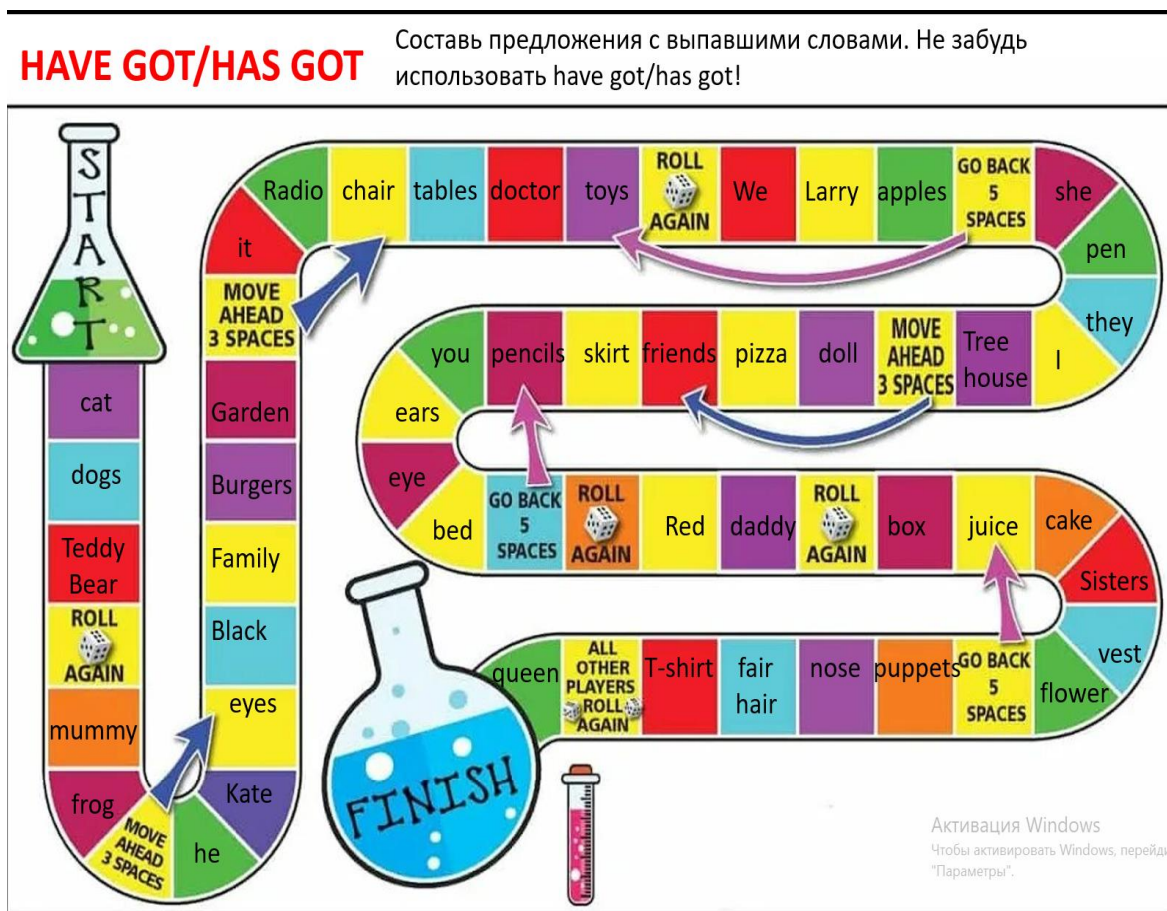 HAVE GOT/HAS GOT
Составь предложения с выпавшими словами. Не забудь
использовать have got/has got!
START
cat
dogs
Teddy
Bear
ROLL
AGAIN
mummy
frog
MOVE
AHEAD
3 SPACES
he
Kate
eyes
Black
Family
Burgers
Garden
MOVE
AHEAD
3 SPACES
it
Radio
chair
tables
doctor
toys
ROLL
AGAIN
We
Larry
apples
GO BACK
5
SPACES
she
pen
they
I
Tree
house
MOVE
AHEAD
3 SPACES
doll
pizza
friends
skirt
pencils
you
ears
eye
bed
GO BACK
5
SPACES
ROLL
AGAIN
Red
daddy
ROLL
AGAIN
box
juice
cake
Sisters
vest
flower
GO BACK
5
SPACES
puppets
nose
fair
hair
T-shirt
ALL
OTHER
PLAYERS
ROLL
AGAIN
queen
FINISH
Активация Windows
Чтобы активировать Windows, перейди
"Параметры".